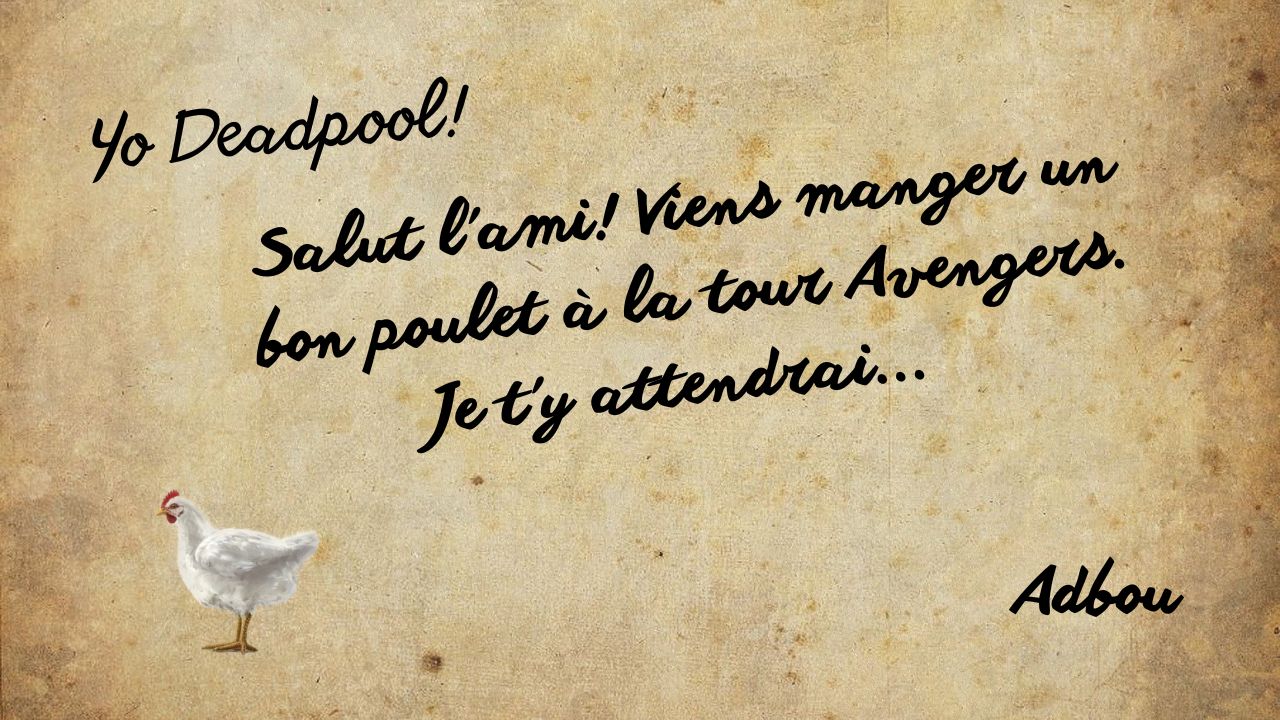 Yo Deadpool!
Salut l'ami! Viens manger un
bon poulet à la tour Avengers.
Je t'y attendrai...
Adbou